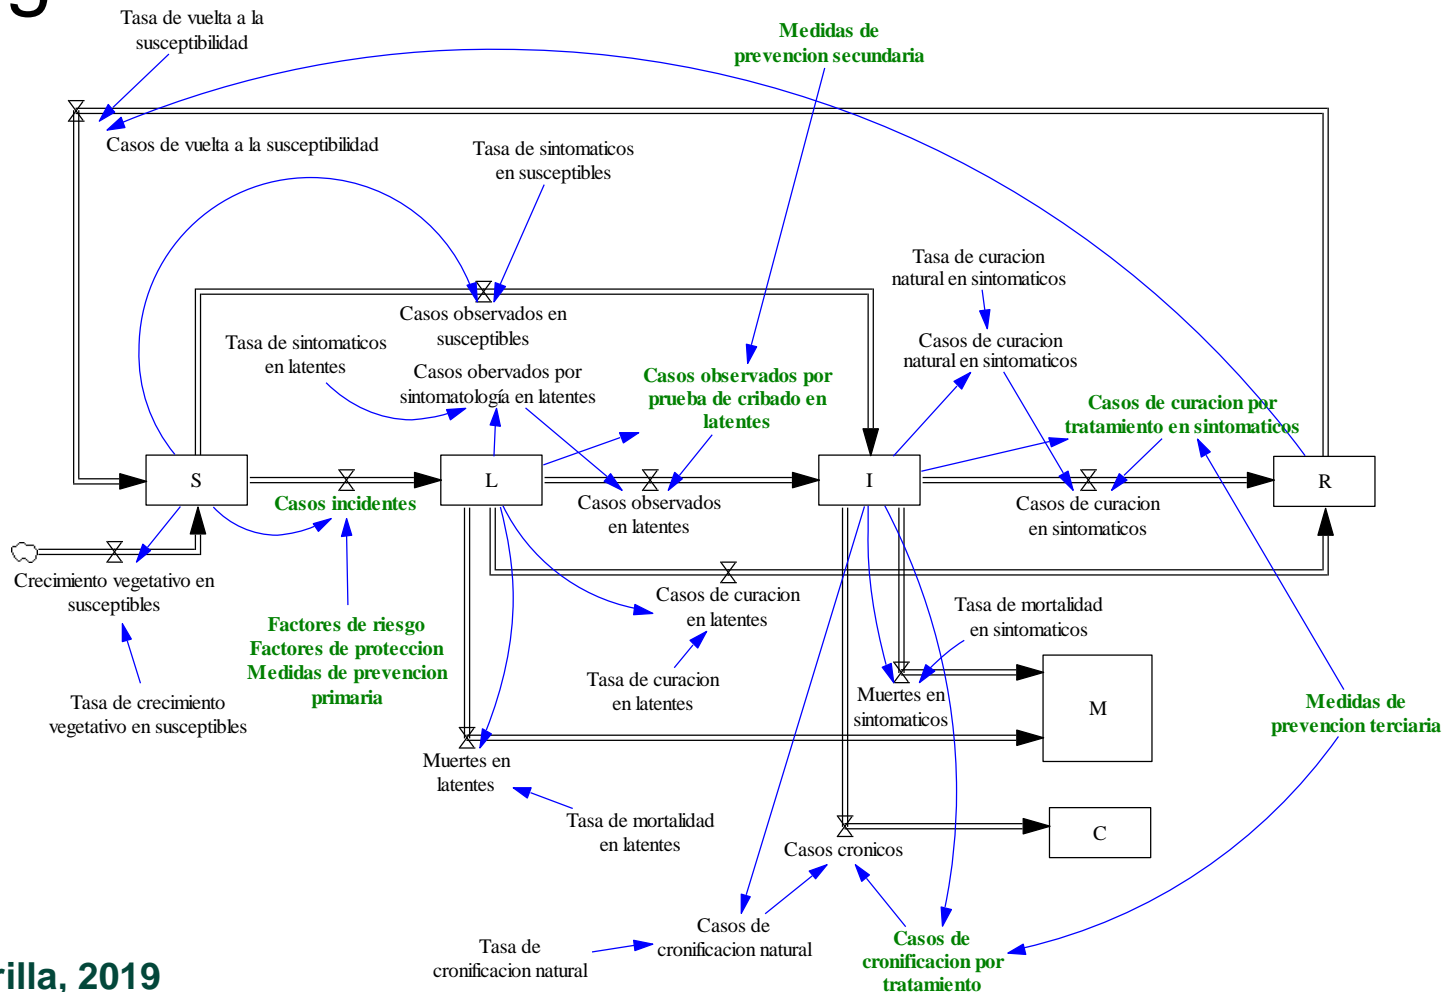 g
Tasa de vuelta a la
susceptibilidad
Medidas de
prevencion secundaria
Casos de vuelta a la susceptibilidad
Tasa de sintomaticos
en susceptibles
Tasa de curacion
natural en sintomaticos
Casos observados en
susceptibles
Tasa de sintomaticos
en latentes
Casos obervados por
sintomatología en latentes
Casos observados por
prueba de cribado en
latentes
Casos de curacion
natural en sintomaticos
Casos de curacion por
tratamiento en sintomaticos
S
L
I
R
Casos incidentes
Casos observados
en latentes
Casos de curacion
en sintomaticos
Crecimiento vegetativo en
susceptibles
Factores de riesgo
Factores de proteccion
Medidas de prevencion
primaria
Casos de curacion
en latentes
Tasa de mortalidad
en sintomaticos
Tasa de curacion
en latentes
Muertes en
sintomaticos
M
Medidas de
prevencion terciaria
Tasa de crecimiento
vegetativo en susceptibles
Muertes en
latentes
Tasa de mortalidad
en latentes
C
Casos cronicos
Casos de
cronificacion natural
Tasa de
cronificacion natural
Casos de
cronificacion por
tratamiento
rilla, 2019